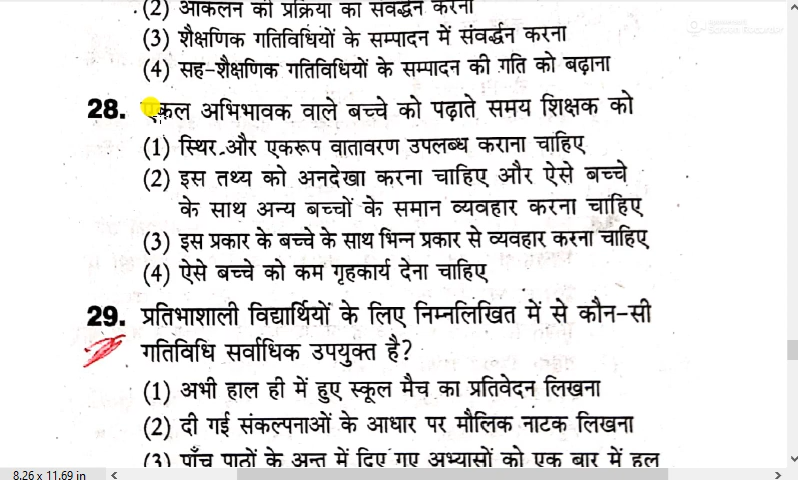 (2) आकलन की प्रक्रिया का संवर्द्धन करना
(3) शैक्षणिक गतिविधियों के सम्पादन में संवर्द्धन करना
(4) सह-शैक्षणिक गतिविधियों के सम्पादन की गति को बढ़ाना
28. एकल अभिभावक वाले बच्चे को पढ़ाते समय शिक्षक को
(1) स्थिर और एकरूप वातावरण उपलब्ध कराना चाहिए
(2) इस तथ्य को अनदेखा करना चाहिए और ऐसे बच्चे
के साथ अन्य बच्चों के समान व्यवहार करना चाहिए
(3) इस प्रकार के बच्चे के साथ भिन्न प्रकार से व्यवहार करना चाहिए
(4) ऐसे बच्चे को कम गृहकार्य देना चाहिए
29. प्रतिभाशाली विद्यार्थियों के लिए निम्नलिखित में से कौन-सी
गतिविधि सर्वाधिक उपयुक्त है?
(1) अभी हाल ही में हुए स्कूल मैच का प्रतिवेदन लिखना
(2) दी गई संकल्पनाओं के आधार पर मौलिक नाटक लिखना
(3) पाँच पाठों के अन्त में दिए गए अभ्यासों को एक बार में हल
8.26 x 11.69 in